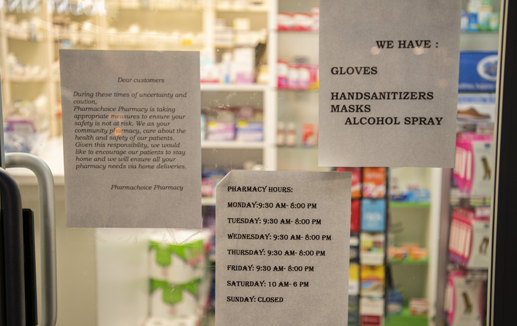 Dear customers
During these times of uncertainty and
caution,
Pharmachoice Pharmacy is taking
appropriate measures to ensure your
safety is not at risk. We as your
community pharmacy, care about the
health and safety of our patients.
Given this responsibility, we would
like to encourage our patients to stay
home and we will ensure all your
pharmacy needs via home deliveries.
Pharmachoice Pharmacy
WE HAVE :
GLOVES
HANDSANITIZERS
MASKS
ALCOHOL SPRAY
PHARMACY HOURS:
MONDAY:9:30 AM- 8:00 PM
TUESDAY: 9:30 AM- 8:00 PM
WEDNESDAY: 9:30 AM- 8:00 PM
THURSDAY: 9:30 AM- 8:00 PM
FRIDAY: 9:30 AM- 8:00 PM
SATURDAY: 10 AM- 6 PM
SUNDAY: CLOSED